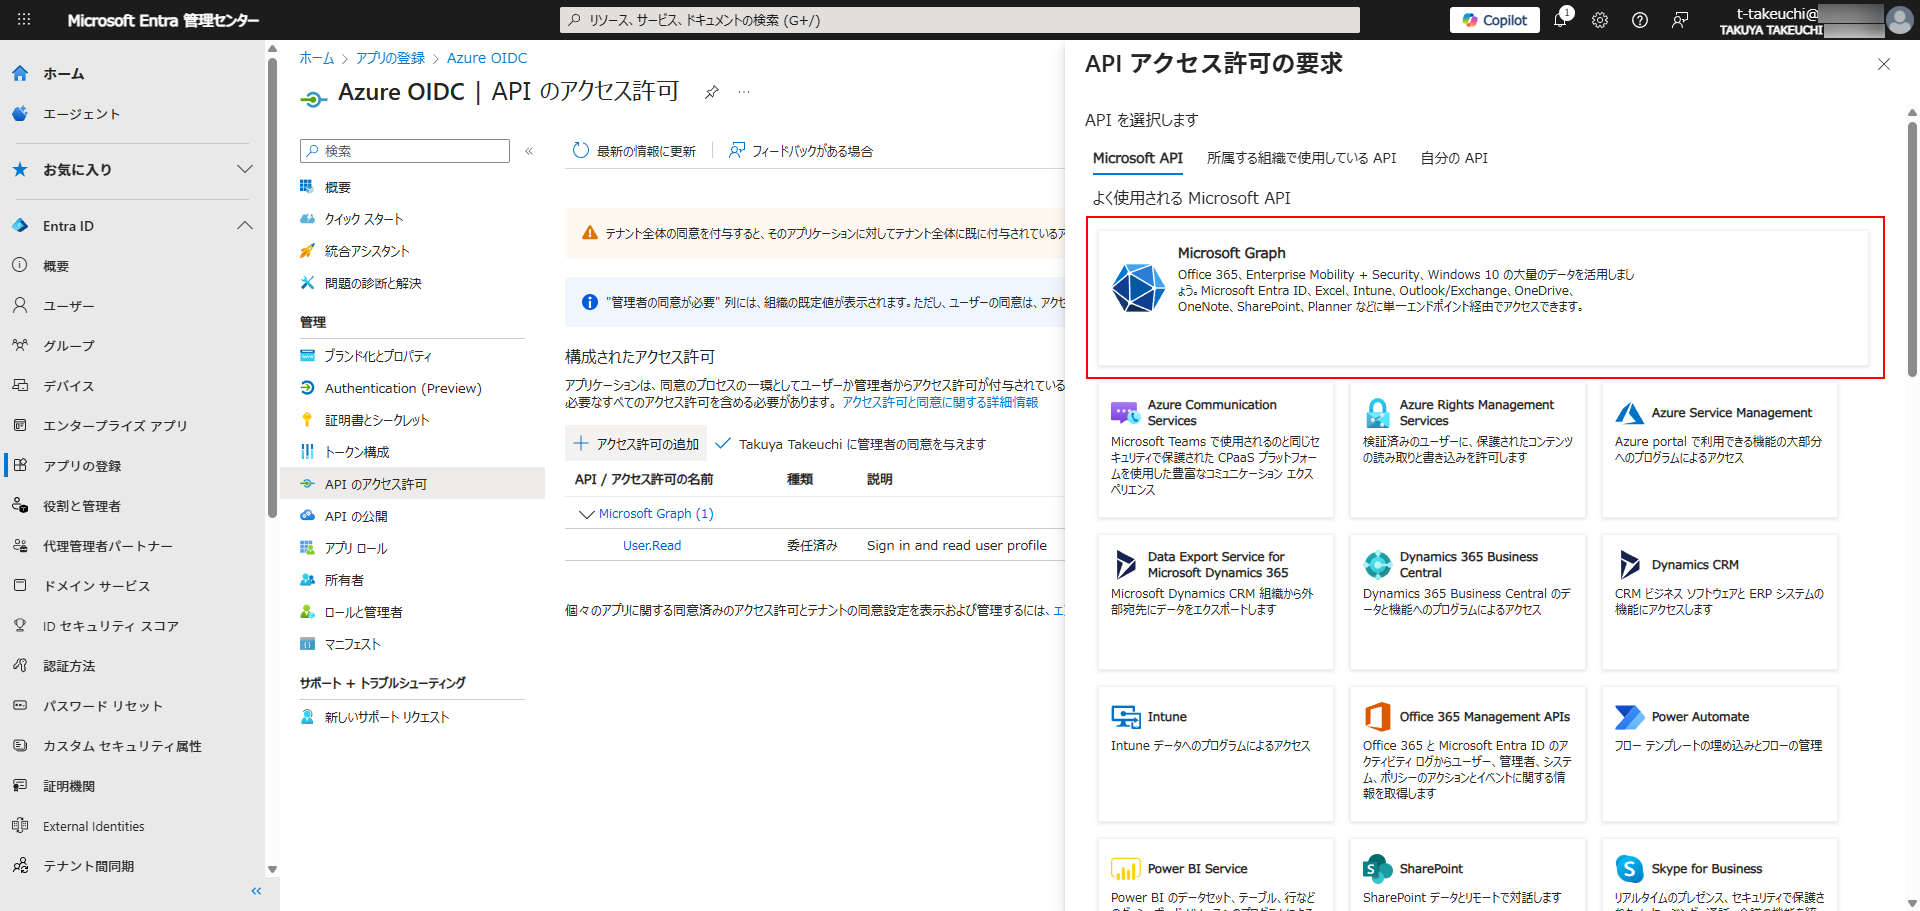 Microsoft Entra 管理センター
リソース、サービス、ドキュメントの検索 (G+/)
Copilot
1
t-takeuchi@
TAKUYA TAKEUCHI
ホーム
エージェント
お気に入り
Entra ID
概要
ユーザー
グループ
デバイス
エンタープライズ アプリ
アプリの登録
役割と管理者
代理管理者パートナー
ドメイン サービス
ID セキュリティ スコア
認証方法
パスワード リセット
カスタム セキュリティ属性
証明機関
External Identities
テナント間同期
ホーム > アプリの登録 > Azure OIDC
Azure OIDC | API のアクセス許可
検索
概要
クイック スタート
統合アシスタント
問題の診断と解決
管理
ブランド化とプロパティ
Authentication (Preview)
証明書とシークレット
トークン構成
API のアクセス許可
API の公開
アプリ ロール
所有者
ロールと管理者
マニフェスト
サポート + トラブルシューティング
新しいサポート リクエスト
最新の情報に更新
フィードバックがある場合
テナント全体の同意を付与すると、そのアプリケーションに対してテナント全体に既に付与されているア
"管理者の同意が必要" 列には、組織の既定値が表示されます。ただし、ユーザーの同意は、アクセ
構成されたアクセス許可
アプリケーションは、同意のプロセスの一環としてユーザーか管理者からアクセス許可が付与されている
必要なすべてのアクセス許可を含める必要があります。 アクセス許可と同意に関する詳細情報
アクセス許可の追加
Takuya Takeuchi に管理者の同意を与えます
API / アクセス許可の名前 種類 説明
Microsoft Graph (1)
User.Read 委任済み Sign in and read user profile
個々のアプリに関する同意済みのアクセス許可とテナントの同意設定を表示および管理するには、エ
API アクセス許可の要求
API を選択します
Microsoft API 所属する組織で使用している API 自分の API
よく使用される Microsoft API
Microsoft Graph
Office 365、Enterprise Mobility + Security、Windows 10 の大量のデータを活用しまし
ょう。Microsoft Entra ID、Excel、Intune、Outlook/Exchange、OneDrive、
OneNote、SharePoint、Planner などに単一エンドポイント経由でアクセスできます。
Azure Communication
Services
Microsoft Teams で使用されるのと同じセ
キュリティで保護された CPaaS プラットフォー
ムを使用した豊富なコミュニケーション エクス
ペリエンス
Azure Rights Management
Services
検証済みのユーザーに、保護されたコンテンツ
の読み取りと書き込みを許可します
Azure Service Management
Azure portal で利用できる機能の大部分
へのプログラムによるアクセス
Data Export Service for
Microsoft Dynamics 365
Microsoft Dynamics CRM 組織から外
部宛先にデータをエクスポートします
Dynamics 365 Business
Central
Dynamics 365 Business Central のデ
ータと機能へのプログラムによるアクセス
Dynamics CRM
CRM ビジネス ソフトウェアと ERP システムの
機能にアクセスします
Intune
Intune データへのプログラムによるアクセス
Office 365 Management APIs
Office 365 と Microsoft Entra ID のア
クティビティ ログからユーザー、管理者、システ
ム、ポリシーのアクションとイベントに関する情
報を取得します
Power Automate
フロー テンプレートの埋め込みとフローの管理
Power BI Service
Power BI のデータセット、テーブル、行などの
SharePoint
SharePoint データとリモートで対話します
Skype for Business
リアルタイムのプレゼンス、セキュリティで保護さ